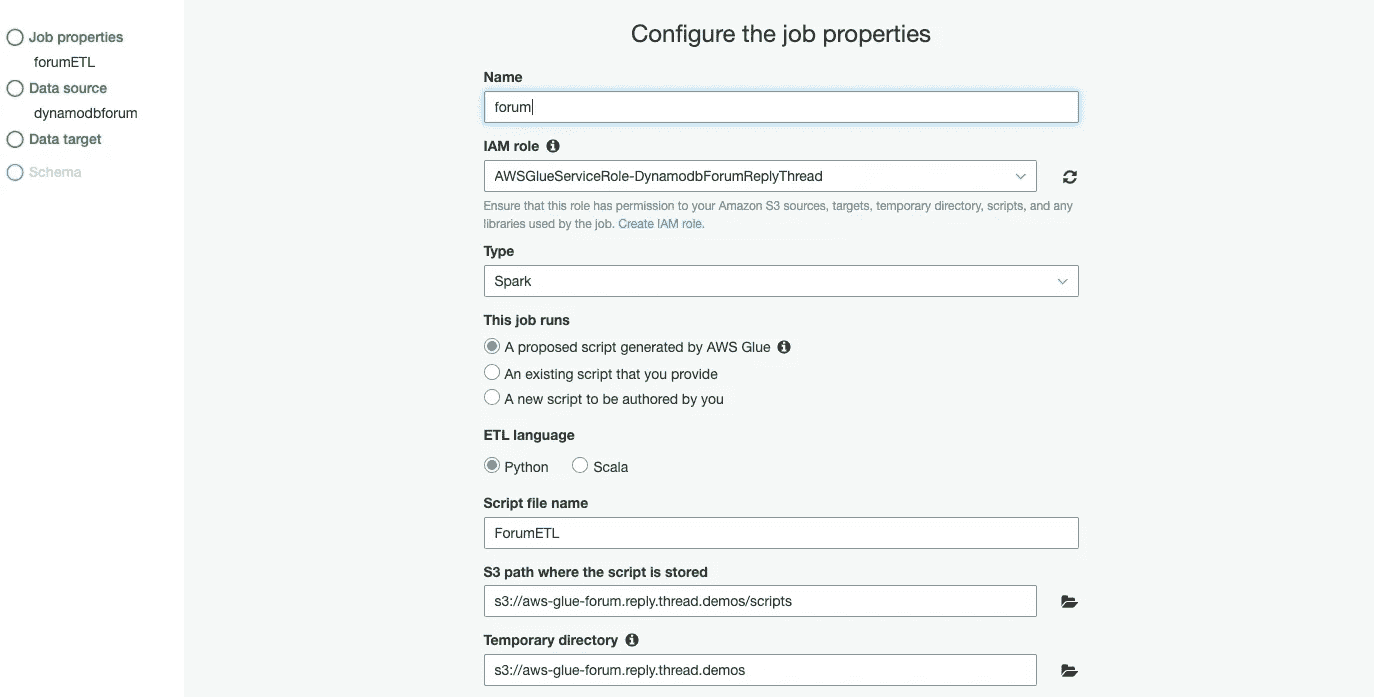 Job properties
forumETL
Data source
dynamodbforum
Data target
Schema
Configure the job properties
Name
forum
IAM role
AWSGlueServiceRole-DynamodbForumReplyThread
Ensure that this role has permission to your Amazon S3 sources, targets, temporary directory, scripts, and any
libraries used by the job. Create IAM role.
Type
Spark
This job runs
A proposed script generated by AWS Glue
An existing script that you provide
A new script to be authored by you
ETL language
Python Scala
Script file name
ForumETL
S3 path where the script is stored
s3://aws-glue-forum.reply.thread.demos/scripts
Temporary directory
s3://aws-glue-forum.reply.thread.demos